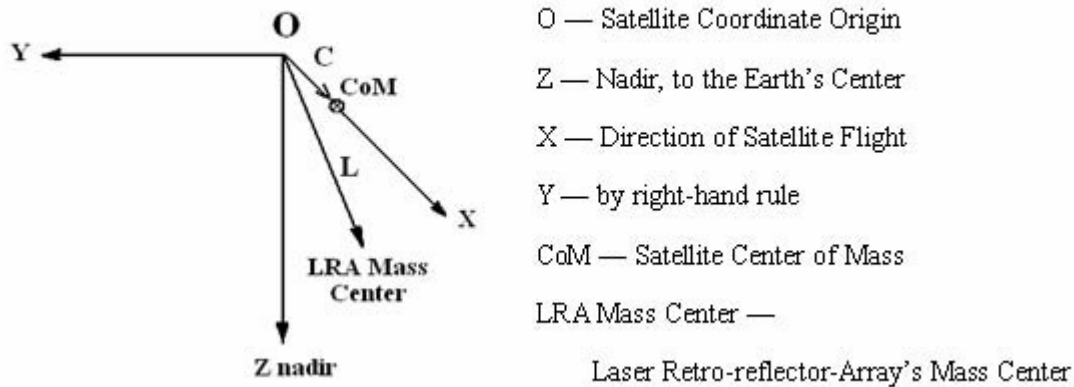 O
Y
C
CoM
L
X
LRA Mass
Center
Z nadir
O — Satellite Coordinate Origin
Z — Nadir, to the Earth's Center
X — Direction of Satellite Flight
Y — by right-hand rule
CoM — Satellite Center of Mass
LRA Mass Center —
Laser Retro-reflector-Array's Mass Center